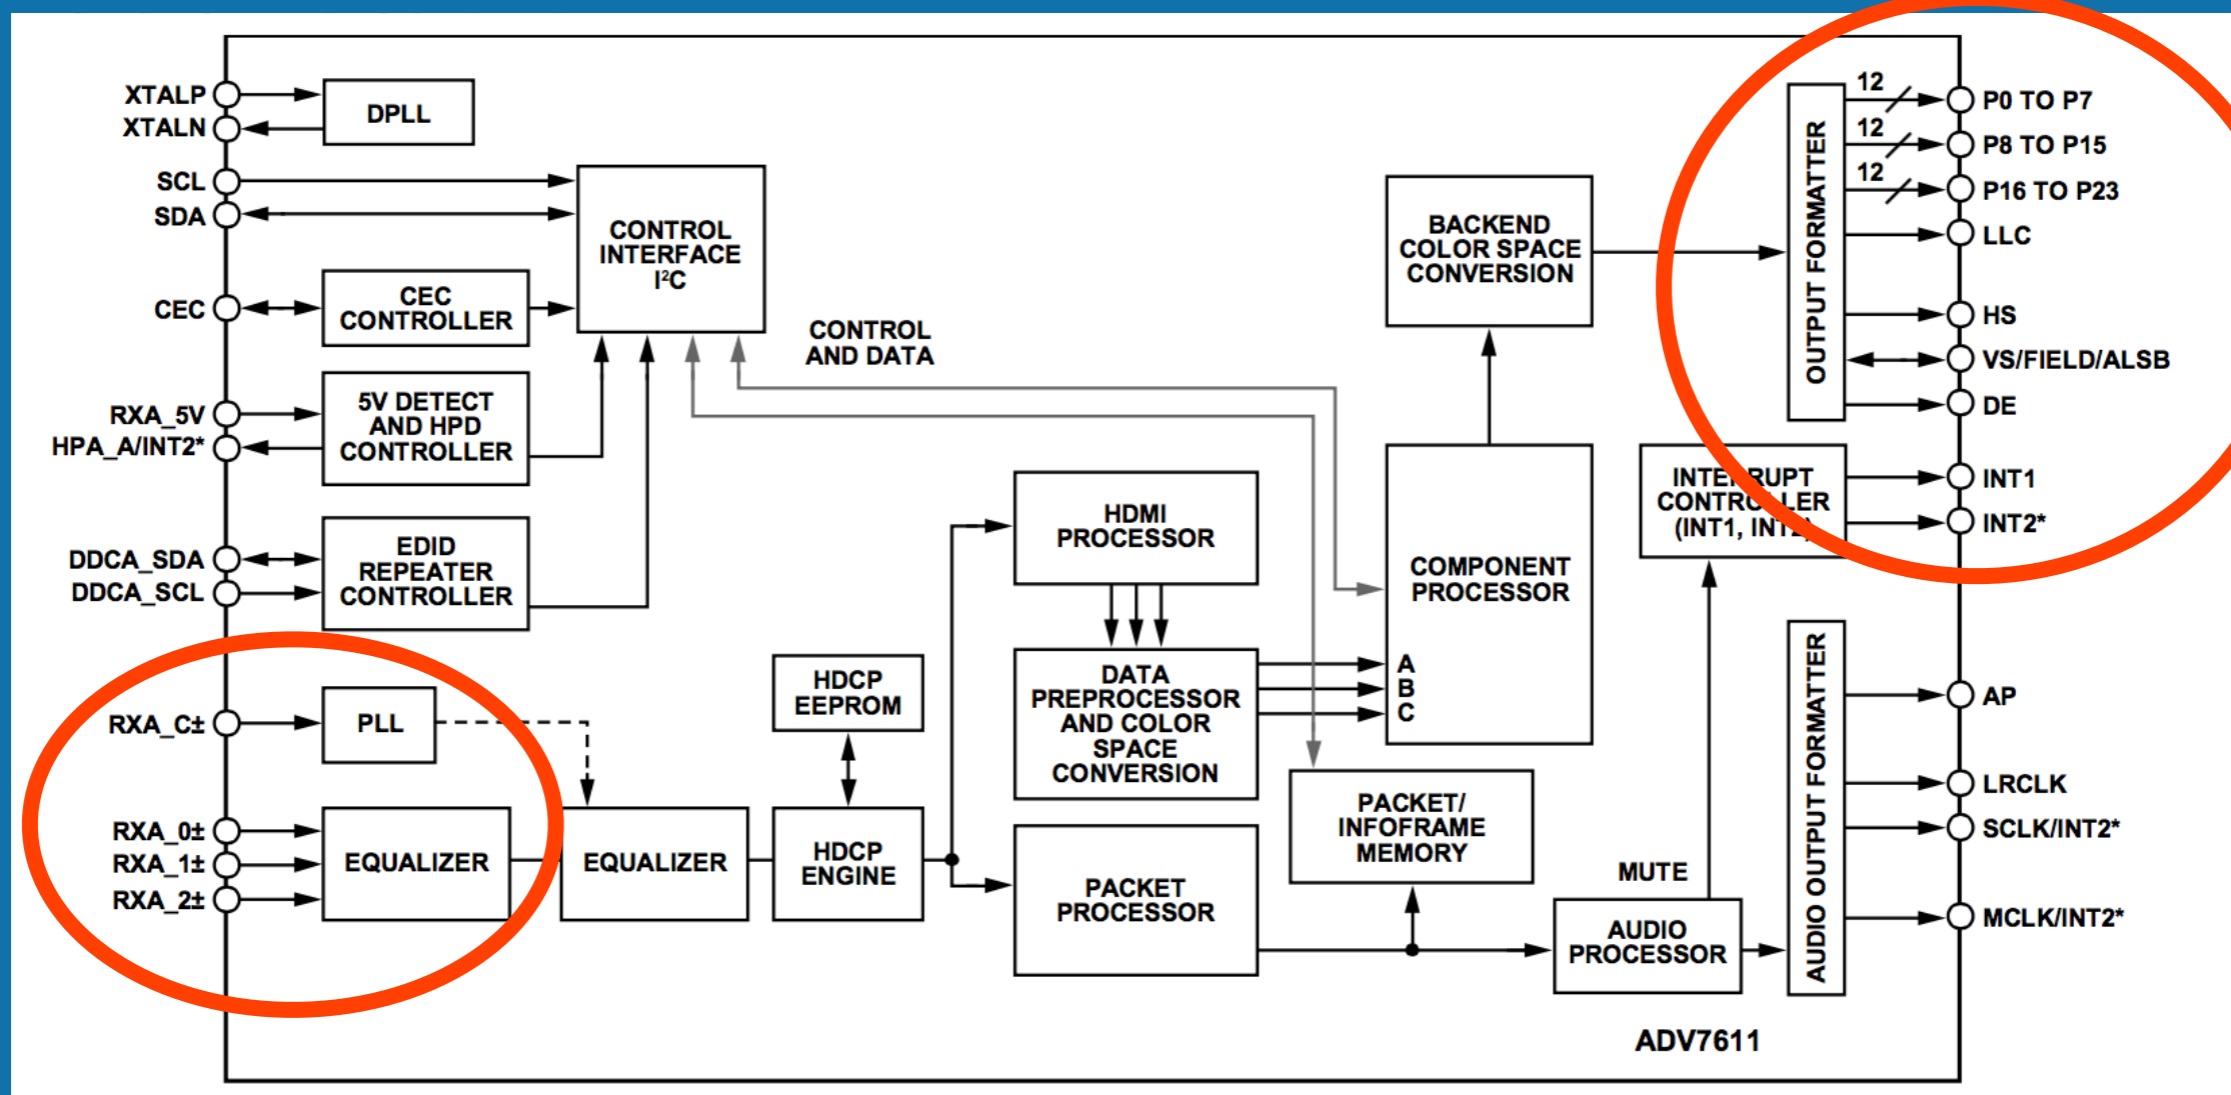 XTALP
XTALN
DPLL
SCL
SDA
CONTROL
INTERFACE
I²C
CEC
CEC
CONTROLLER
RXA_5V
HPA_A/INT2*
5V DETECT
AND HPD
CONTROLLER
DDCA_SDA
DDCA_SCL
EDID
REPEATER
CONTROLLER
RXA_C±
PLL
RXA_0±
RXA_1±
RXA_2±
EQUALIZER
EQUALIZER
HDCP
EEPROM
HDCP
ENGINE
CONTROL
AND DATA
HDMI
PROCESSOR
DATA
PREPROCESSOR
AND COLOR
SPACE
CONVERSION
PACKET
PROCESSOR
BACKEND
COLOR SPACE
CONVERSION
COMPONENT
PROCESSOR
A
B
C
PACKET/
INFOFRAME
MEMORY
MUTE
AUDIO
PROCESSOR
INTERRUPT
CONTROLLER
(INT1, INT2)
OUTPUT FORMATTER
12
P0 TO P7
12
P8 TO P15
12
P16 TO P23
LLC
HS
VS/FIELD/ALSB
DE
INT1
INT2*
AUDIO OUTPUT FORMATTER
AP
LRCLK
SCLK/INT2*
MCLK/INT2*
ADV7611